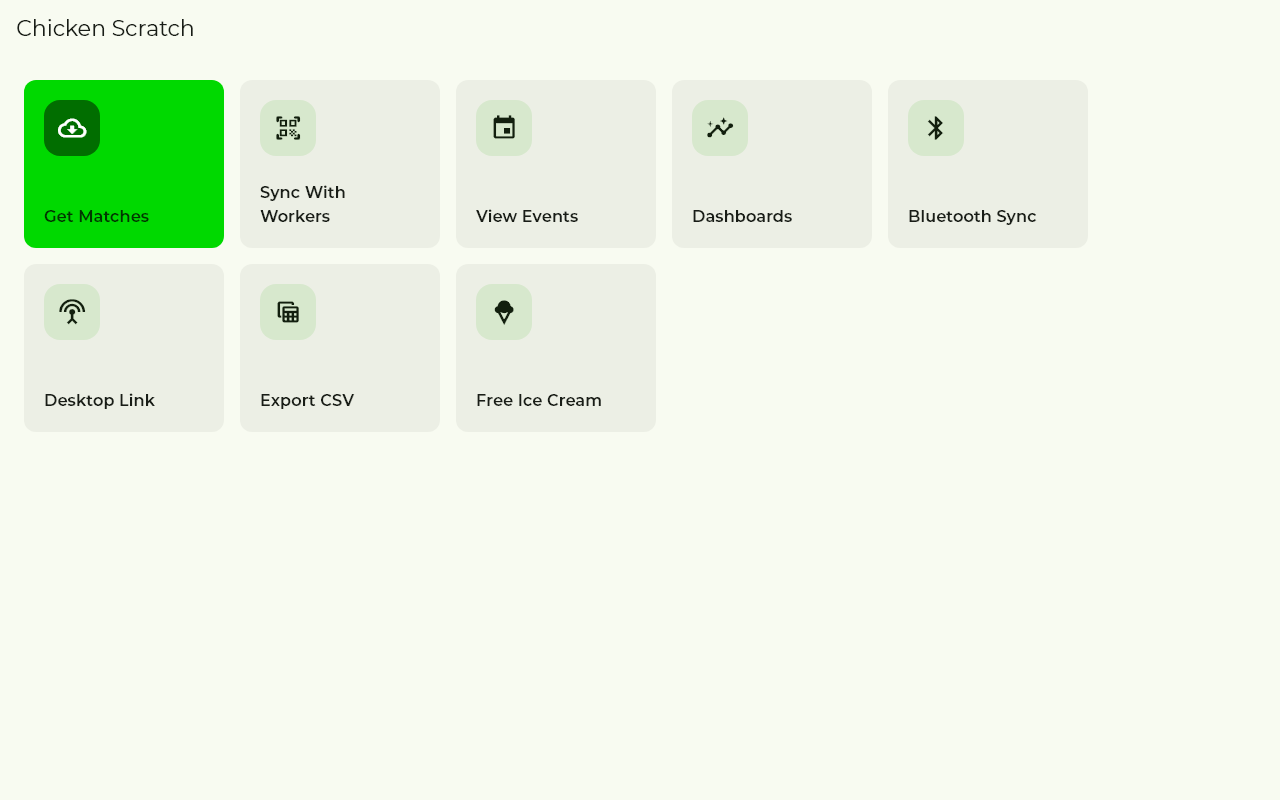 Chicken Scratch
Get Matches
Sync With
Workers
View Events
Dashboards
Bluetooth Sync
Desktop Link
Export CSV
Free Ice Cream